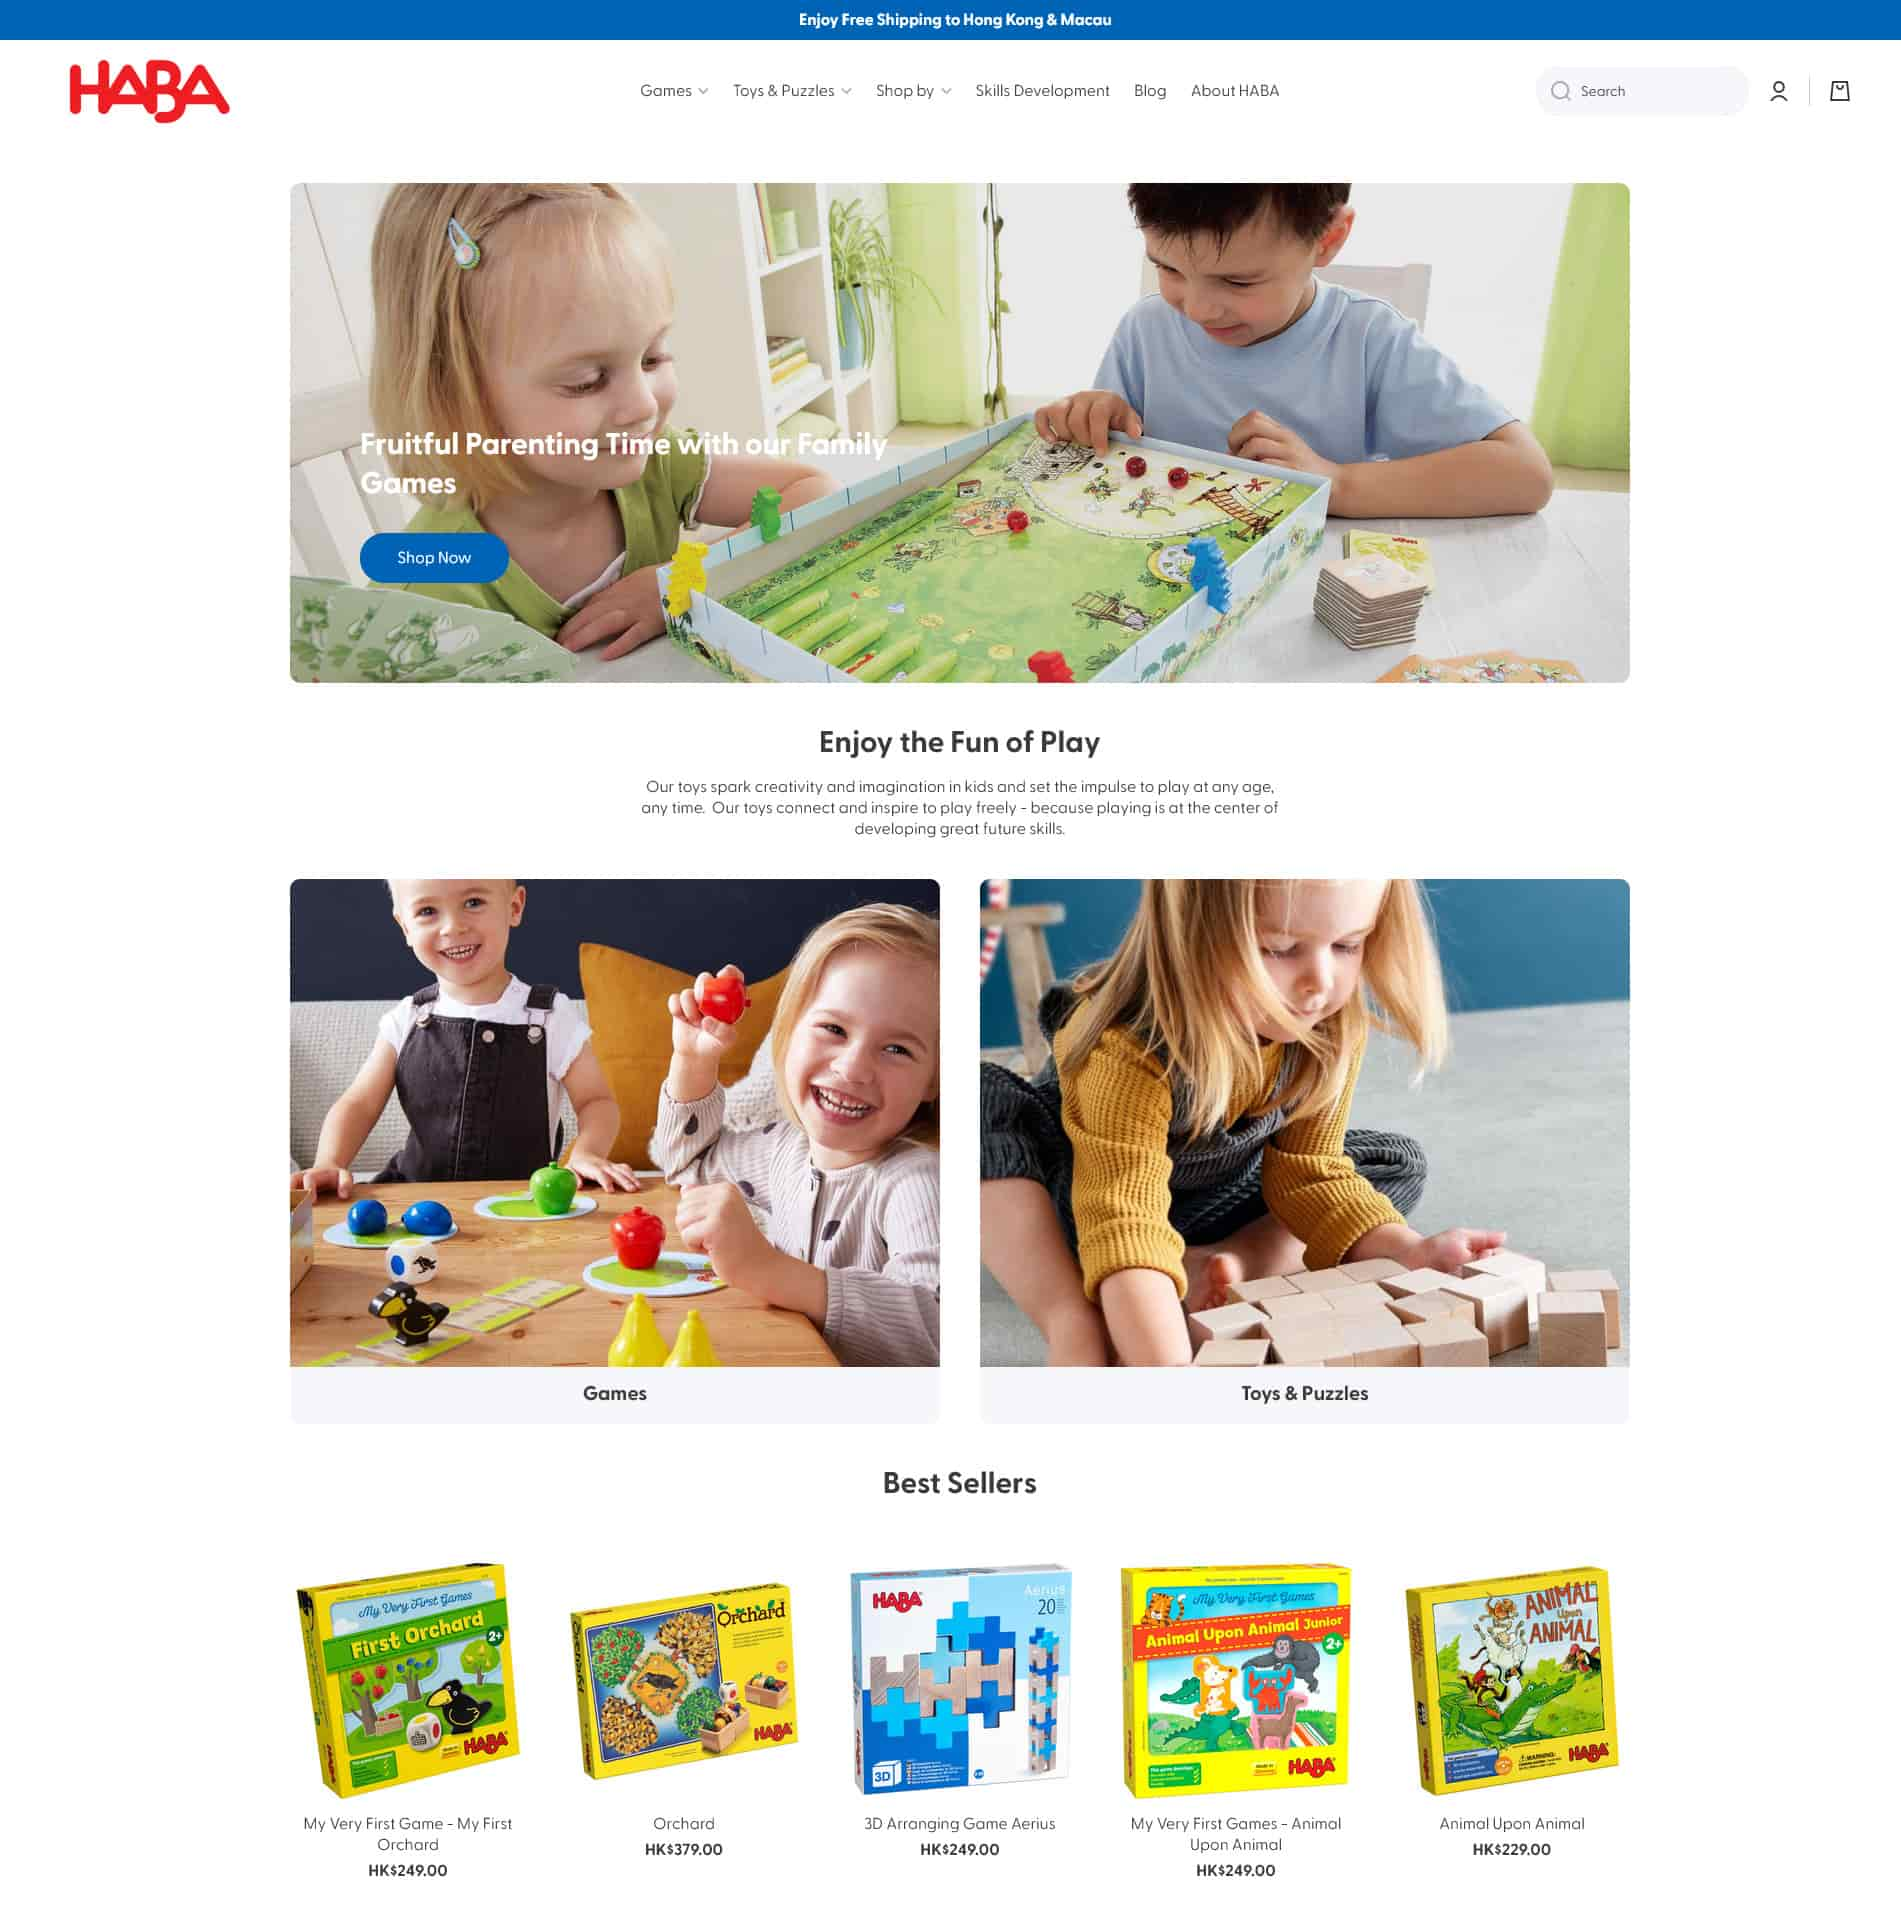 Enjoy Free Shipping to Hong Kong & Macau
HABA
Games
Toys & Puzzles
Shop by
Skills Development
Blog
About HABA
Search
Fruitful Parenting Time with our Family
Games
Shop Now
Enjoy the Fun of Play
Our toys spark creativity and imagination in kids and set the impulse to play at any age,
any time. Our toys connect and inspire to play freely - because playing is at the center of
developing great future skills.
Games
Toys & Puzzles
Best Sellers
My Very First Games
First Orchard
2+
HABA
Orchard
HABA
HABA
Aerius
20
3D
My Very First Games
Animal Upon Animal Junior
2+
HABA
ANIMAL
upon
ANIMAL
HABA
My Very First Game - My First
Orchard
HK$249.00
Orchard
HK$379.00
3D Arranging Game Aerius
HK$249.00
My Very First Games - Animal
Upon Animal
HK$249.00
Animal Upon Animal
HK$229.00